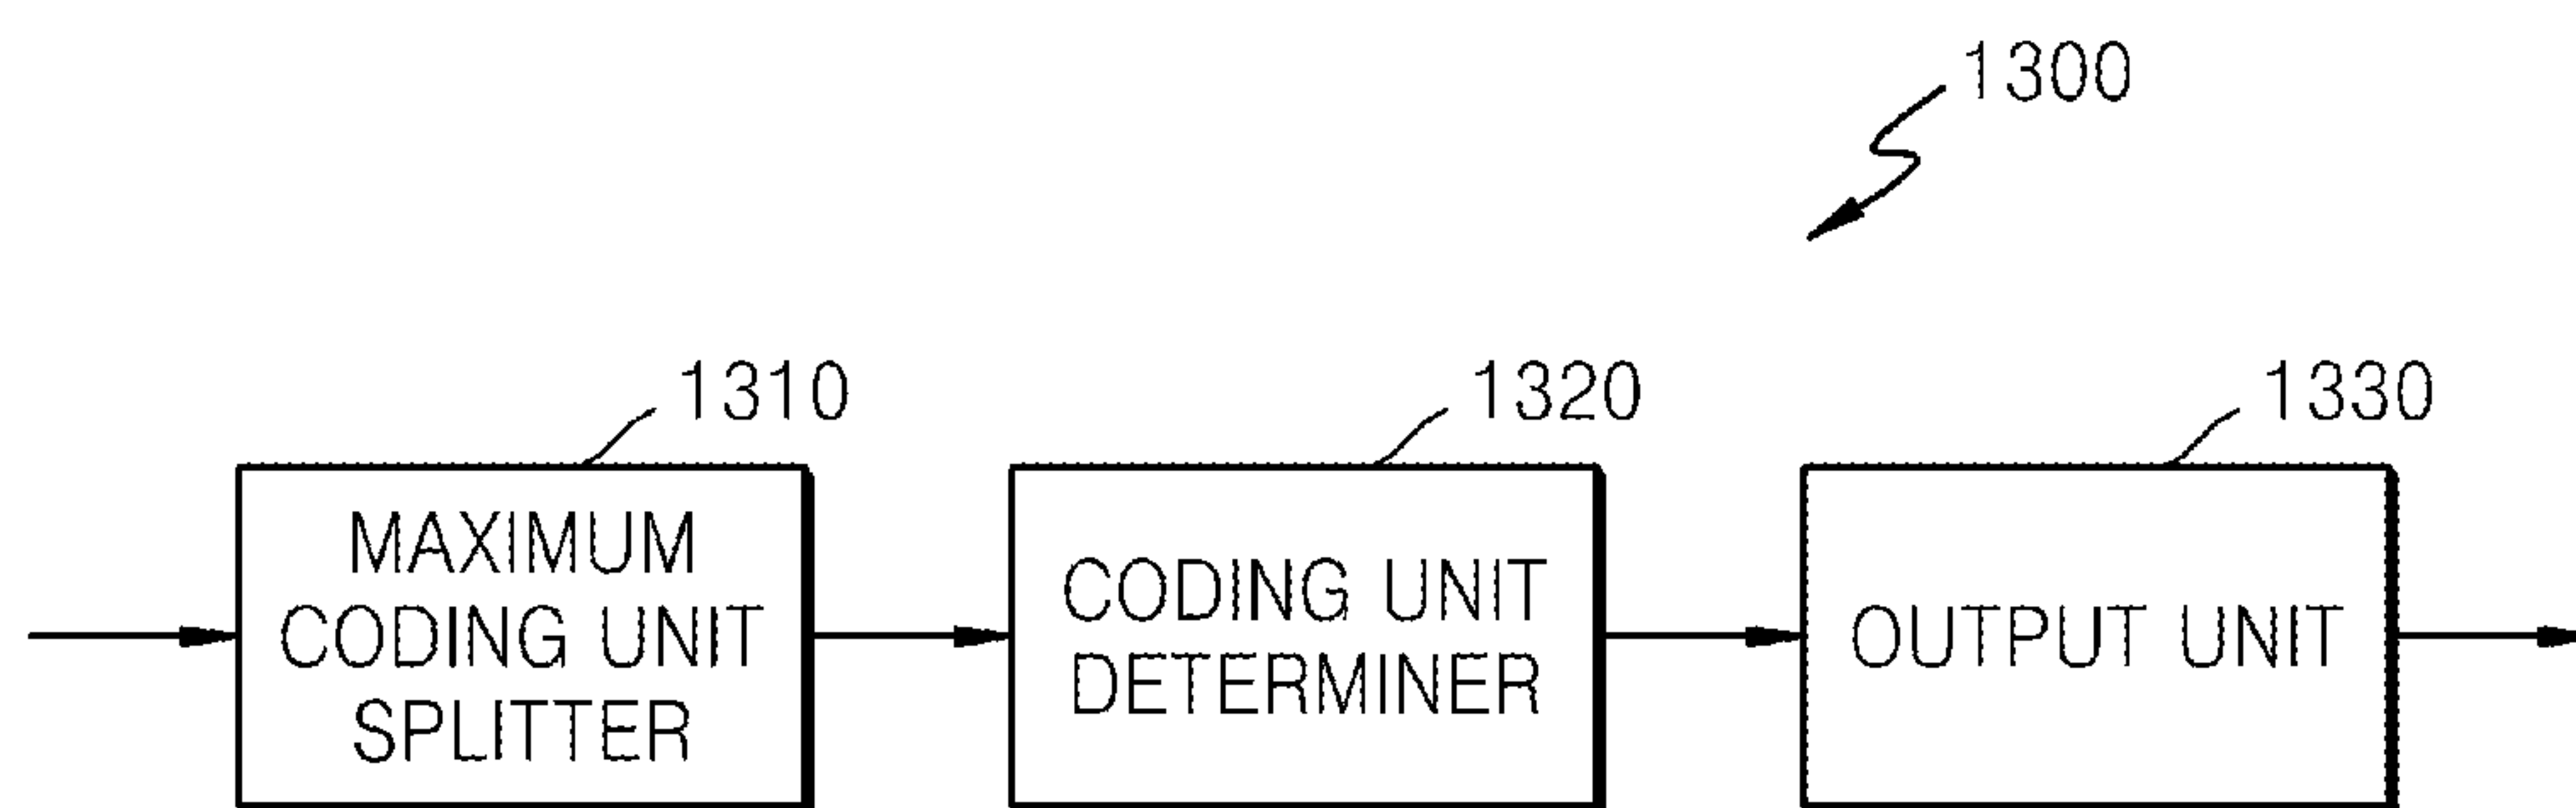 1300
1310
1320
1330
MAXIMUM
CODING UNIT
SPLITTER
CODING UNIT
DETERMINER
OUTPUT UNIT